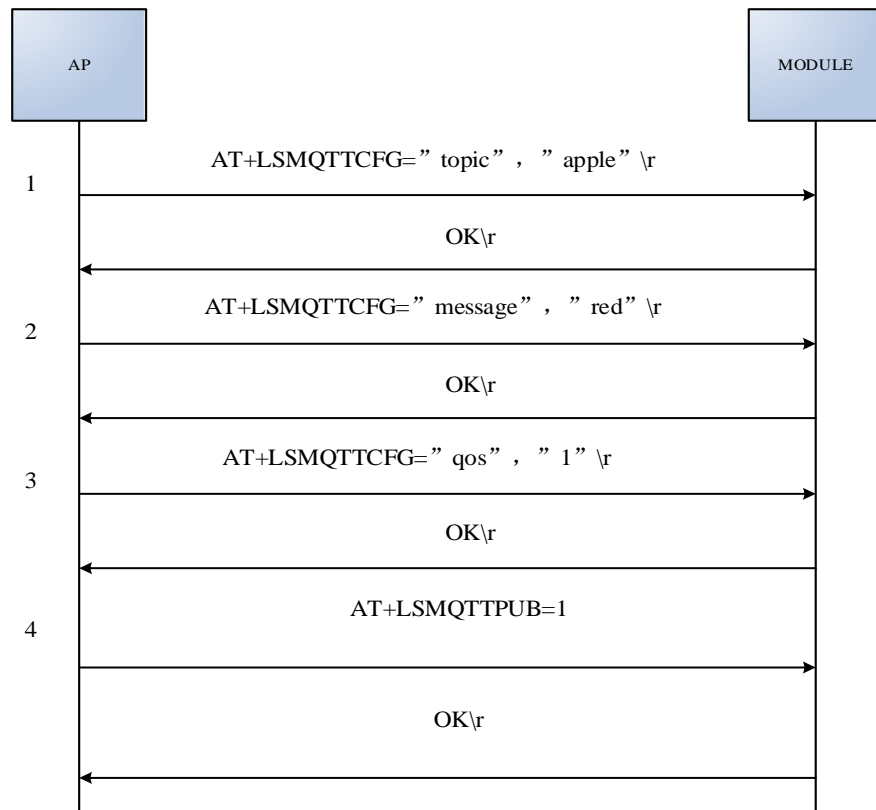 AP
MODULE
AT+LSMQTTCFG=” topic” ，” apple” \r
1
OK\r
AT+LSMQTTCFG=” message” ，” red” \r
2
OK\r
AT+LSMQTTCFG=” qos” ，” 1” \r
3
OK\r
AT+LSMQTTPUB=1
4
OK\r